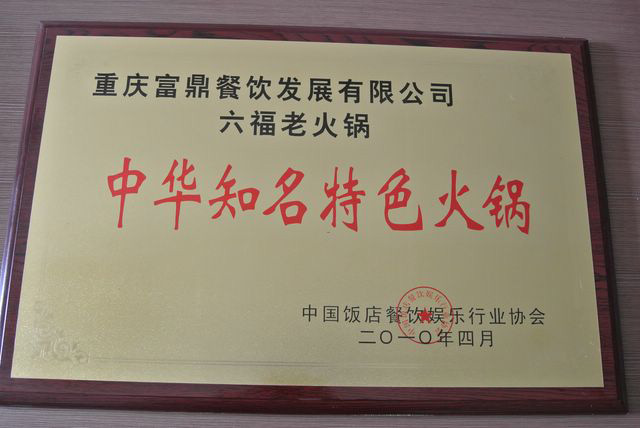 重庆富鼎餐饮发展有限公司
六福老火锅
中华知名特色火锅
中国饭店餐饮娱乐行业协会
二〇一〇年四月